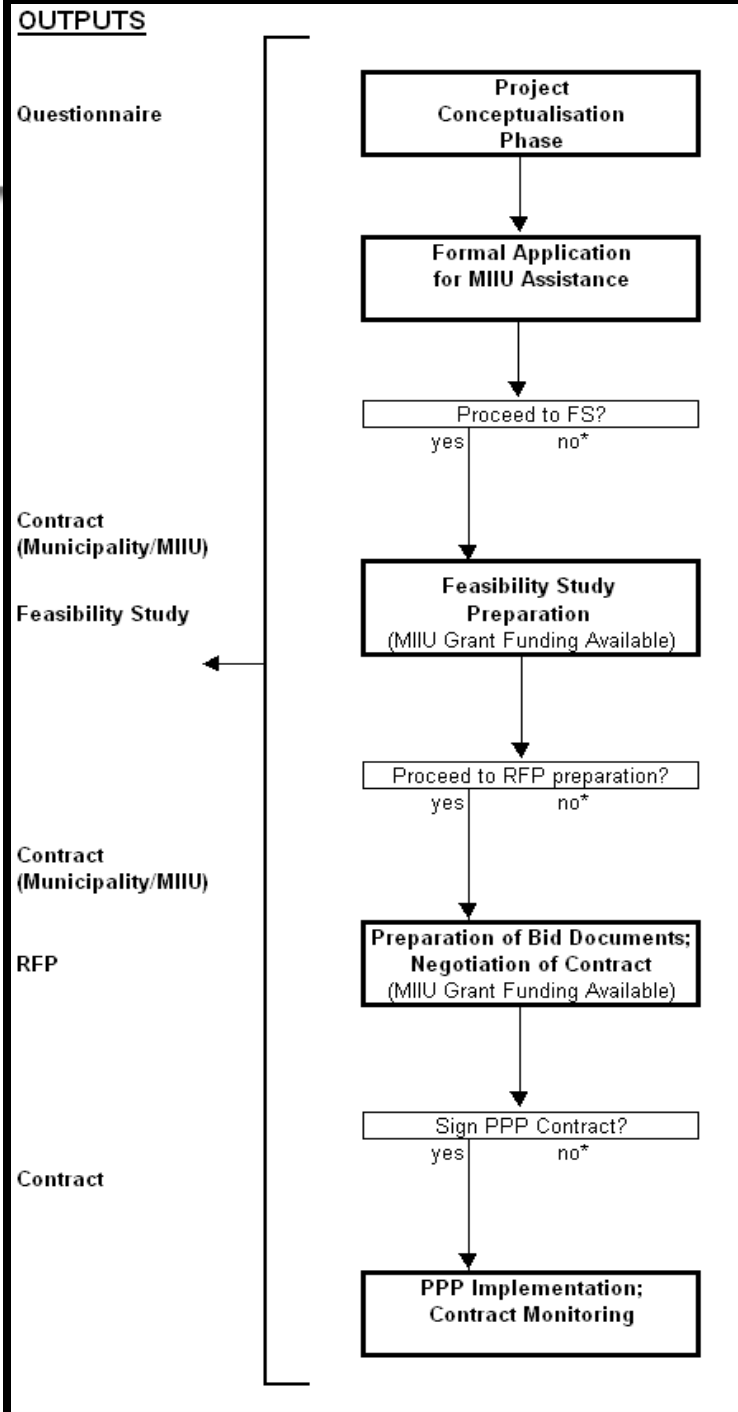 OUTPUTS
Questionnaire
Project
Conceptualisation
Phase
Formal Application
for MIIU Assistance
Proceed to FS?
yes no*
Contract
(Municipality/MIIU)
Feasibility Study
Feasibility Study
Preparation
(MIIU Grant Funding Available)
Proceed to RFP preparation?
yes no*
Contract
(Municipality/MIIU)
RFP
Preparation of Bid Documents;
Negotiation of Contract
(MIIU Grant Funding Available)
Sign PPP Contract?
yes no*
Contract
PPP Implementation;
Contract Monitoring